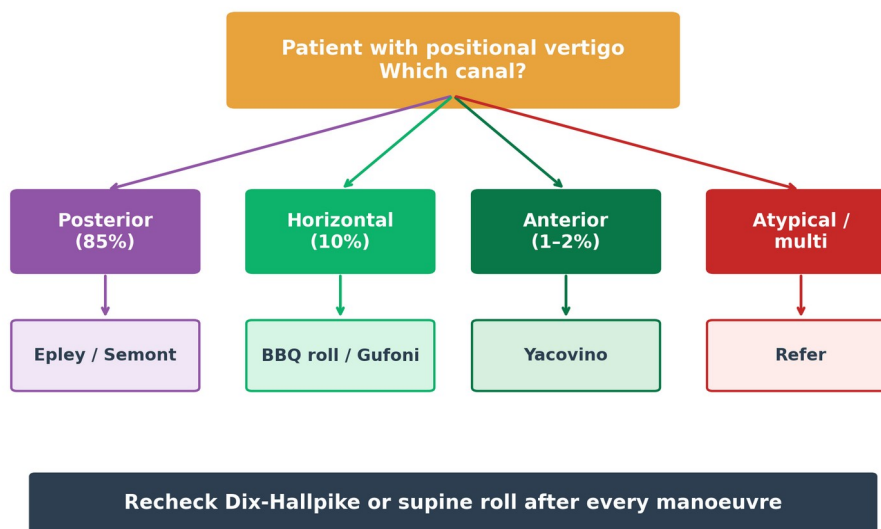 Patient with positional vertigo
Which canal?
Posterior
(85%)
Horizontal
(10%)
Anterior
(1–2%)
Atypical /
multi
Epley / Semont
BBQ roll / Gufoni
Yacovino
Refer
Recheck Dix-Hallpike or supine roll after every manoeuvre